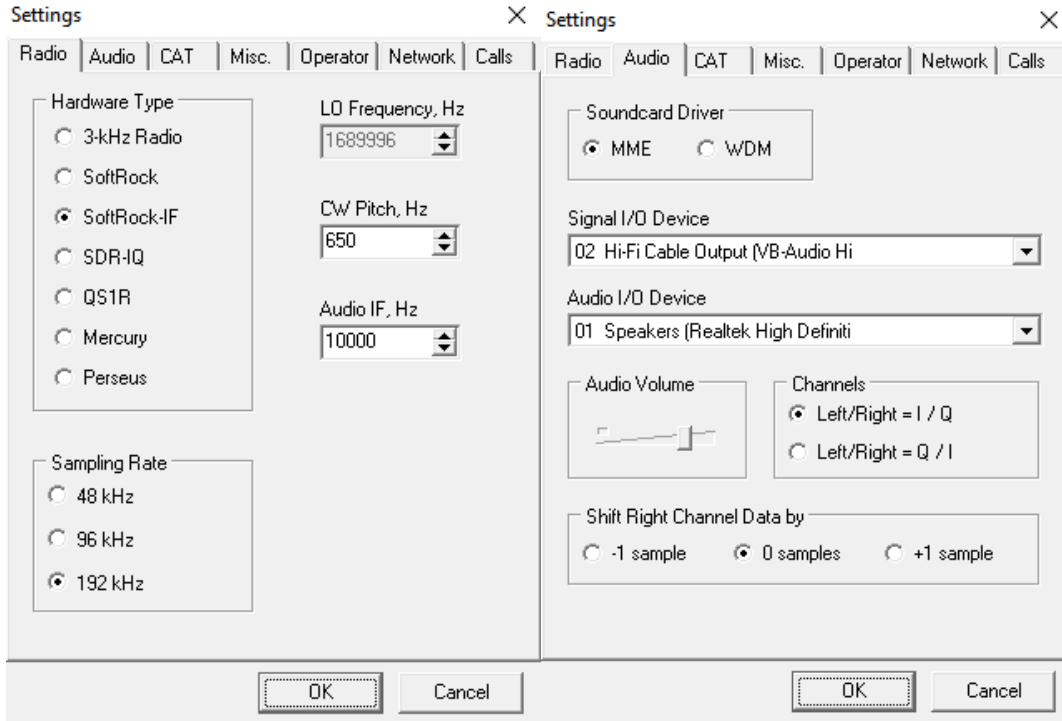 Settings
Radio Audio CAT Misc. Operator Network Calls
Hardware Type
3-kHz Radio
SoftRock
SoftRock-IF
SDR-IQ
QS1R
Mercury
Perseus
LO Frequency, Hz
1689996
CW Pitch, Hz
650
Audio IF, Hz
10000
Sampling Rate
48 kHz
96 kHz
192 kHz
OK Cancel
Settings
Radio Audio CAT Misc. Operator Network Calls
Soundcard Driver
MME WDM
Signal I/O Device
02 Hi-Fi Cable Output (VB-Audio Hi
Audio I/O Device
01 Speakers (Realtek High Definiti
Audio Volume
Channels
Left/Right = I / Q
Left/Right = Q / I
Shift Right Channel Data by
-1 sample 0 samples +1 sample
OK Cancel